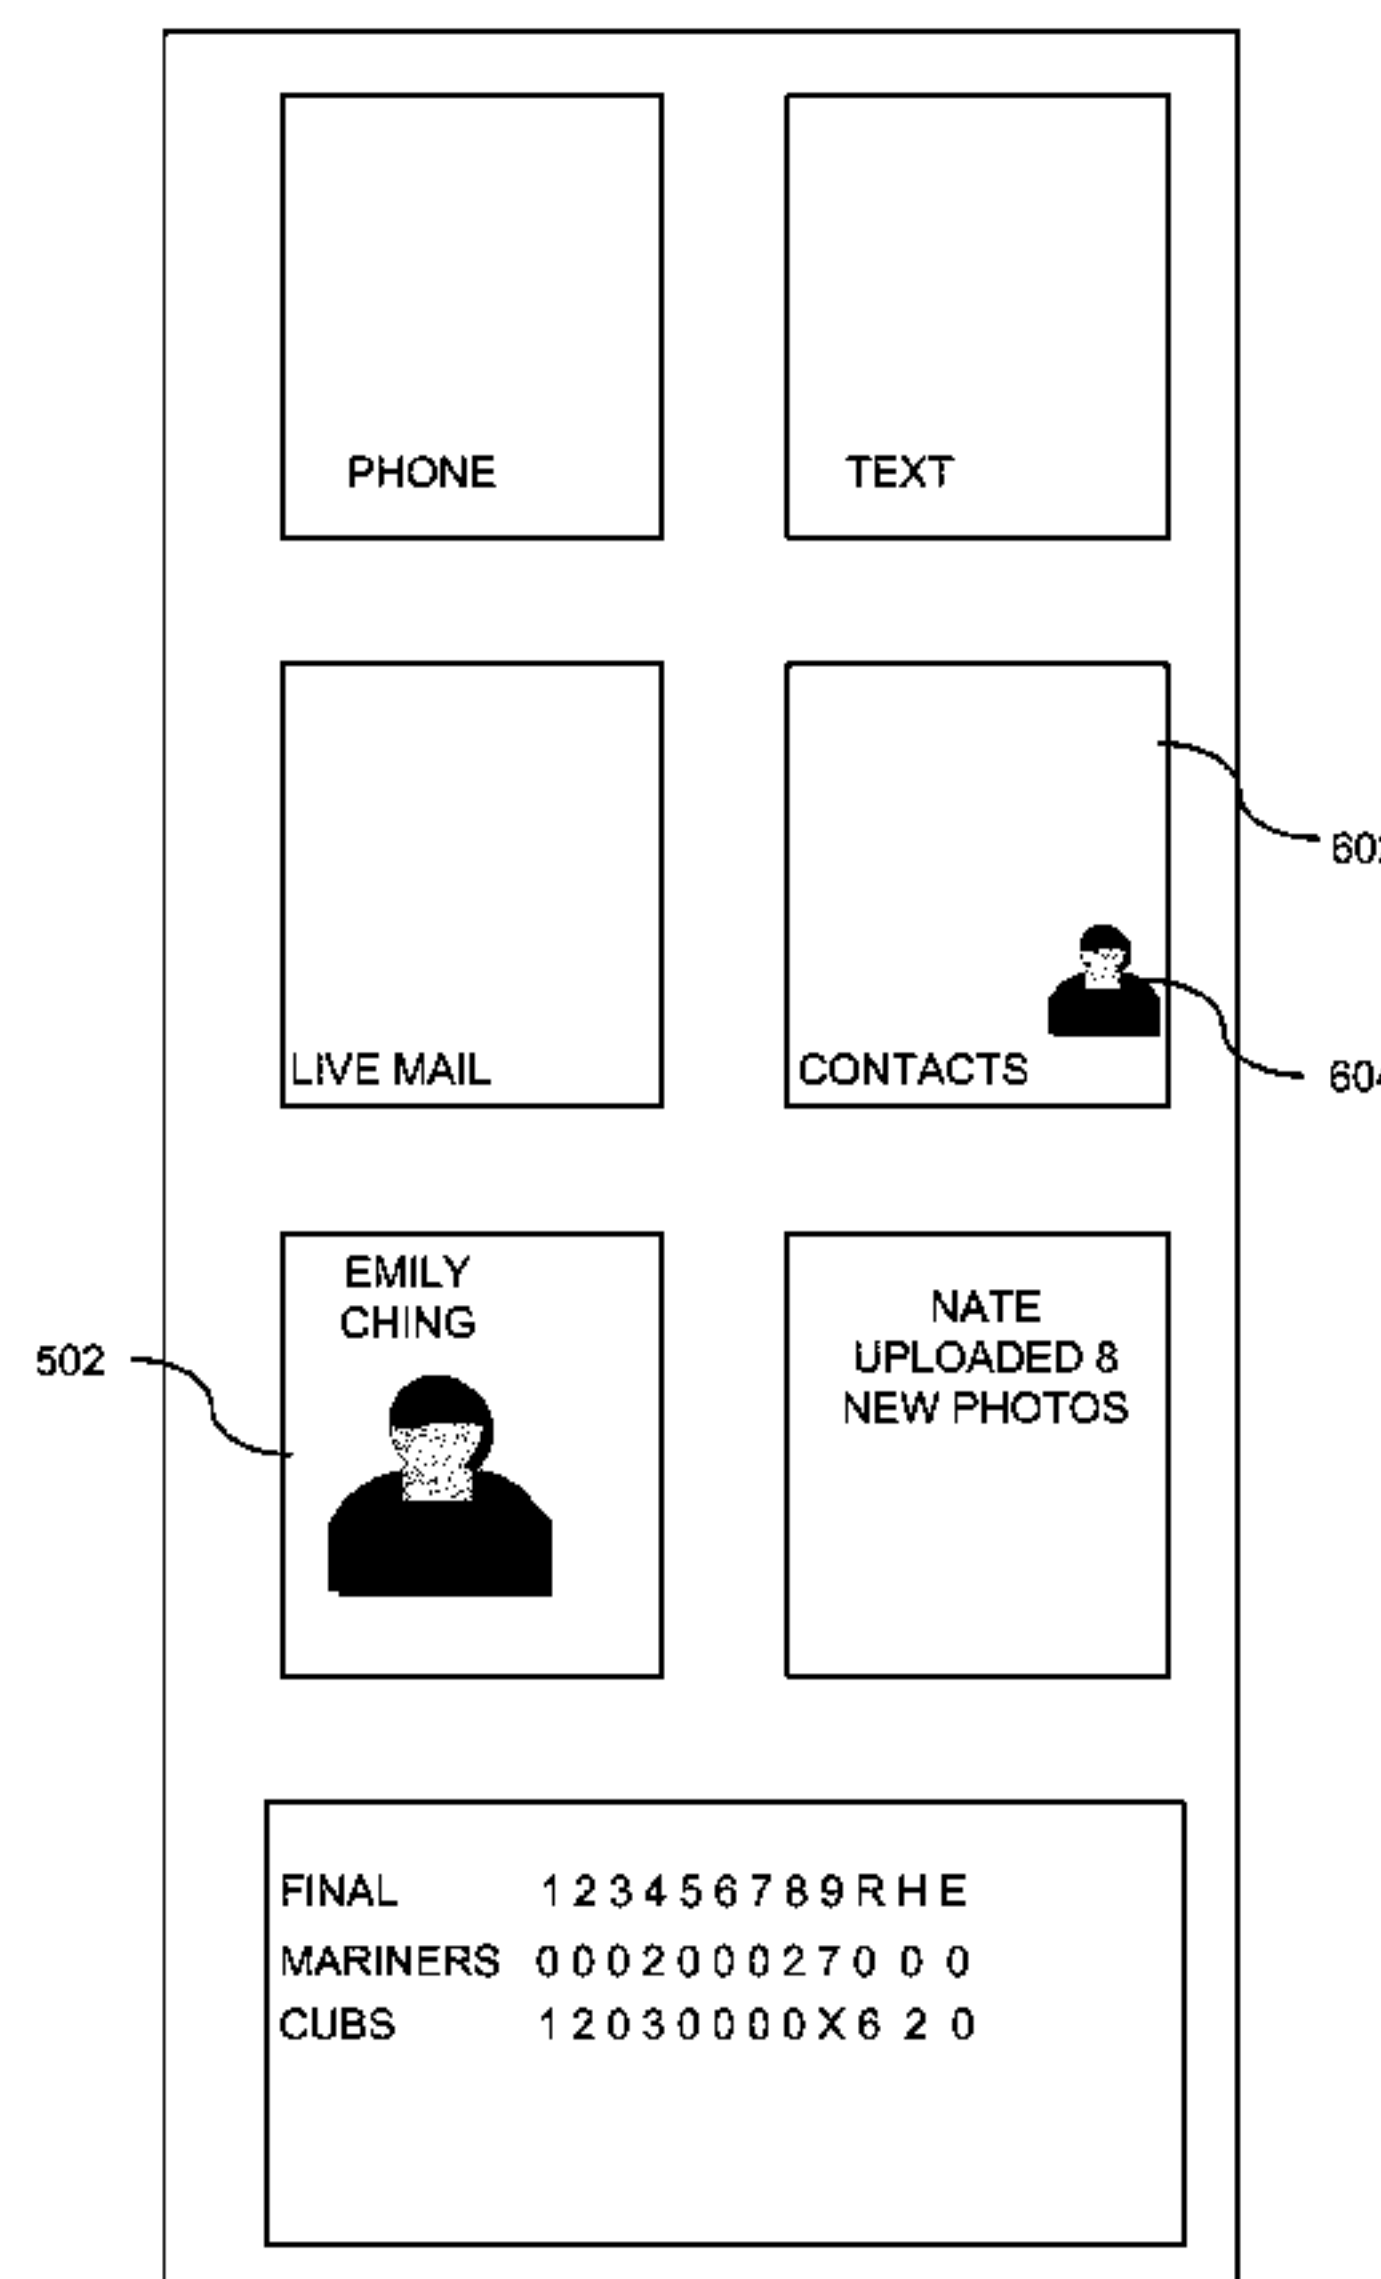 PHONE
TEXT
LIVE MAIL
CONTACTS
EMILY
CHING
502
NATE
UPLOADED 8
NEW PHOTOS
FINAL 1 2 3 4 5 6 7 8 9 R H E
MARINERS 0 0 0 2 0 0 0 2 7 0 0 0
CUBS 1 2 0 3 0 0 0 0 X 6 2 0